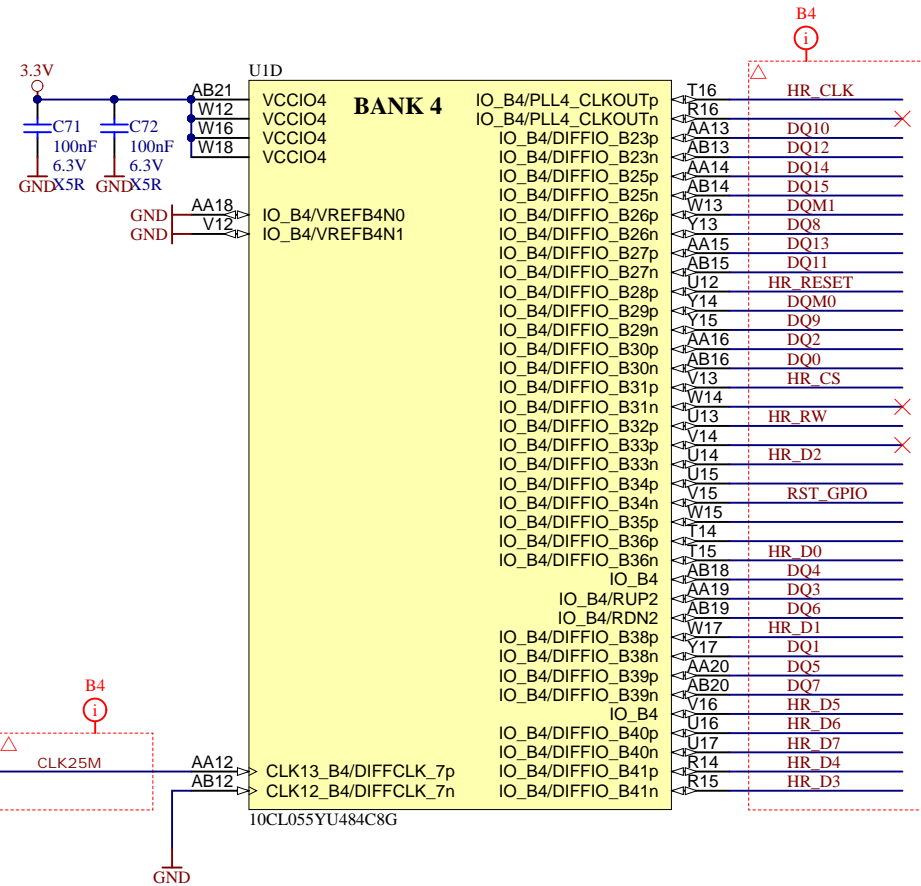 B4
i
3.3V
U1D
AB21 VCCIO4 BANK 4 IO_B4/PLL4_CLKOUTp T16 HR_CLK
W12 VCCIO4 IO_B4/PLL4_CLKOUTn R16
W16 VCCIO4 IO_B4/DIFFIO_B23p AA13 DQ10
W18 VCCIO4 IO_B4/DIFFIO_B23n AB13 DQ12
C71 C72
100nF 100nF
6.3V 6.3V
X5R X5R
GND GND
IO_B4/DIFFIO_B25p AA14 DQ14
IO_B4/DIFFIO_B25n AB14 DQ15
GND AA18 IO_B4/VREFB4N0 IO_B4/DIFFIO_B26p W13 DQM1
GND V12 IO_B4/VREFB4N1 IO_B4/DIFFIO_B26n Y13 DQ8
IO_B4/DIFFIO_B27p AA15 DQ13
IO_B4/DIFFIO_B27n AB15 DQ11
IO_B4/DIFFIO_B28p U12 HR_RESET
IO_B4/DIFFIO_B29p Y14 DQM0
IO_B4/DIFFIO_B29n Y15 DQ9
IO_B4/DIFFIO_B30p AA16 DQ2
IO_B4/DIFFIO_B30n AB16 DQ0
IO_B4/DIFFIO_B31p V13 HR_CS
IO_B4/DIFFIO_B31n W14
IO_B4/DIFFIO_B32p U13 HR_RW
IO_B4/DIFFIO_B33p V14
IO_B4/DIFFIO_B33n U14 HR_D2
IO_B4/DIFFIO_B34p U15
IO_B4/DIFFIO_B34n V15 RST_GPIO
IO_B4/DIFFIO_B35p W15
IO_B4/DIFFIO_B36p T14
IO_B4/DIFFIO_B36n T15 HR_D0
IO_B4 AB18 DQ4
IO_B4/RUP2 AA19 DQ3
IO_B4/RDN2 AB19 DQ6
IO_B4/DIFFIO_B38p W17 HR_D1
IO_B4/DIFFIO_B38n Y17 DQ1
IO_B4/DIFFIO_B39p AA20 DQ5
IO_B4/DIFFIO_B39n AB20 DQ7
IO_B4 V16 HR_D5
IO_B4/DIFFIO_B40p U16 HR_D6
IO_B4/DIFFIO_B40n U17 HR_D7
B4
i
CLK25M AA12 CLK13_B4/DIFFCLK_7p IO_B4/DIFFIO_B41p R14 HR_D4
AB12 CLK12_B4/DIFFCLK_7n IO_B4/DIFFIO_B41n R15 HR_D3
10CL055YU484C8G
GND